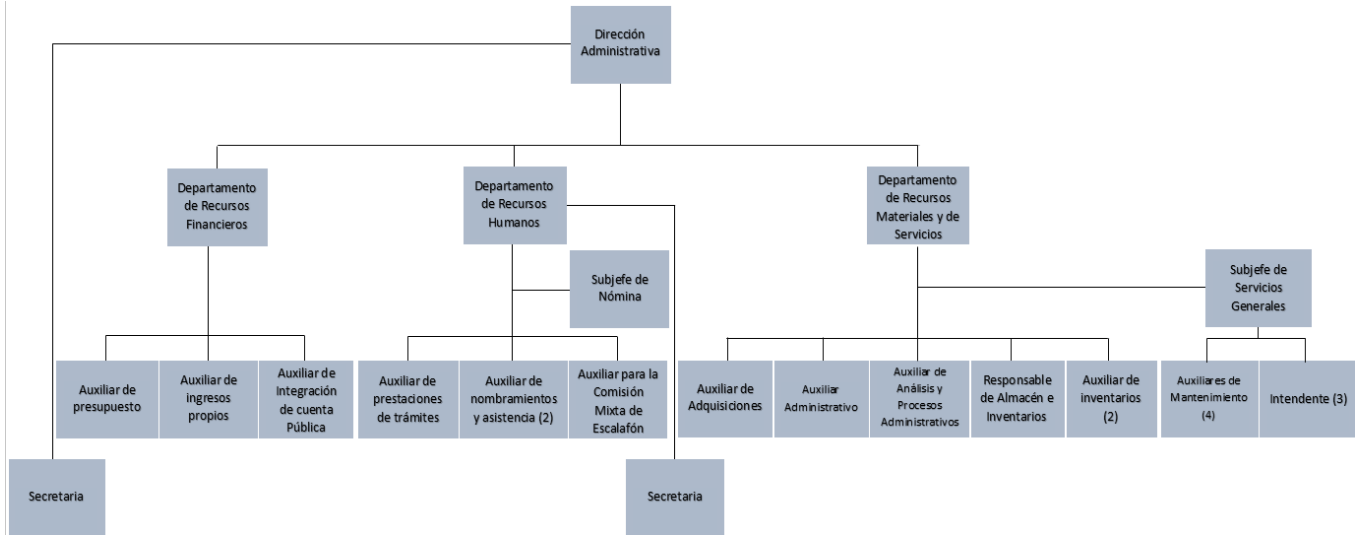 Dirección
Administrativa
Departamento
de Recursos
Financieros
Departamento
de Recursos
Humanos
Departamento
de Recursos
Materiales y de
Servicios
Subjefe de
Nómina
Subjefe de
Servicios
Generales
Auxiliar de
presupuesto
Auxiliar de
ingresos
propios
Auxiliar de
Integración
de cuenta
Pública
Auxiliar de
prestaciones
de trámites
Auxiliar de
nombramientos
y asistencia (2)
Auxiliar para la
Comisión
Mixta de
Escalafón
Auxiliar de
Adquisiciones
Auxiliar
Administrativo
Auxiliar de
Análisis y
Procesos
Administrativos
Responsable
de Almacén e
Inventarios
Auxiliar de
inventarios
(2)
Auxiliares de
Mantenimiento
(4)
Intendente (3)
Secretaria
Secretaria